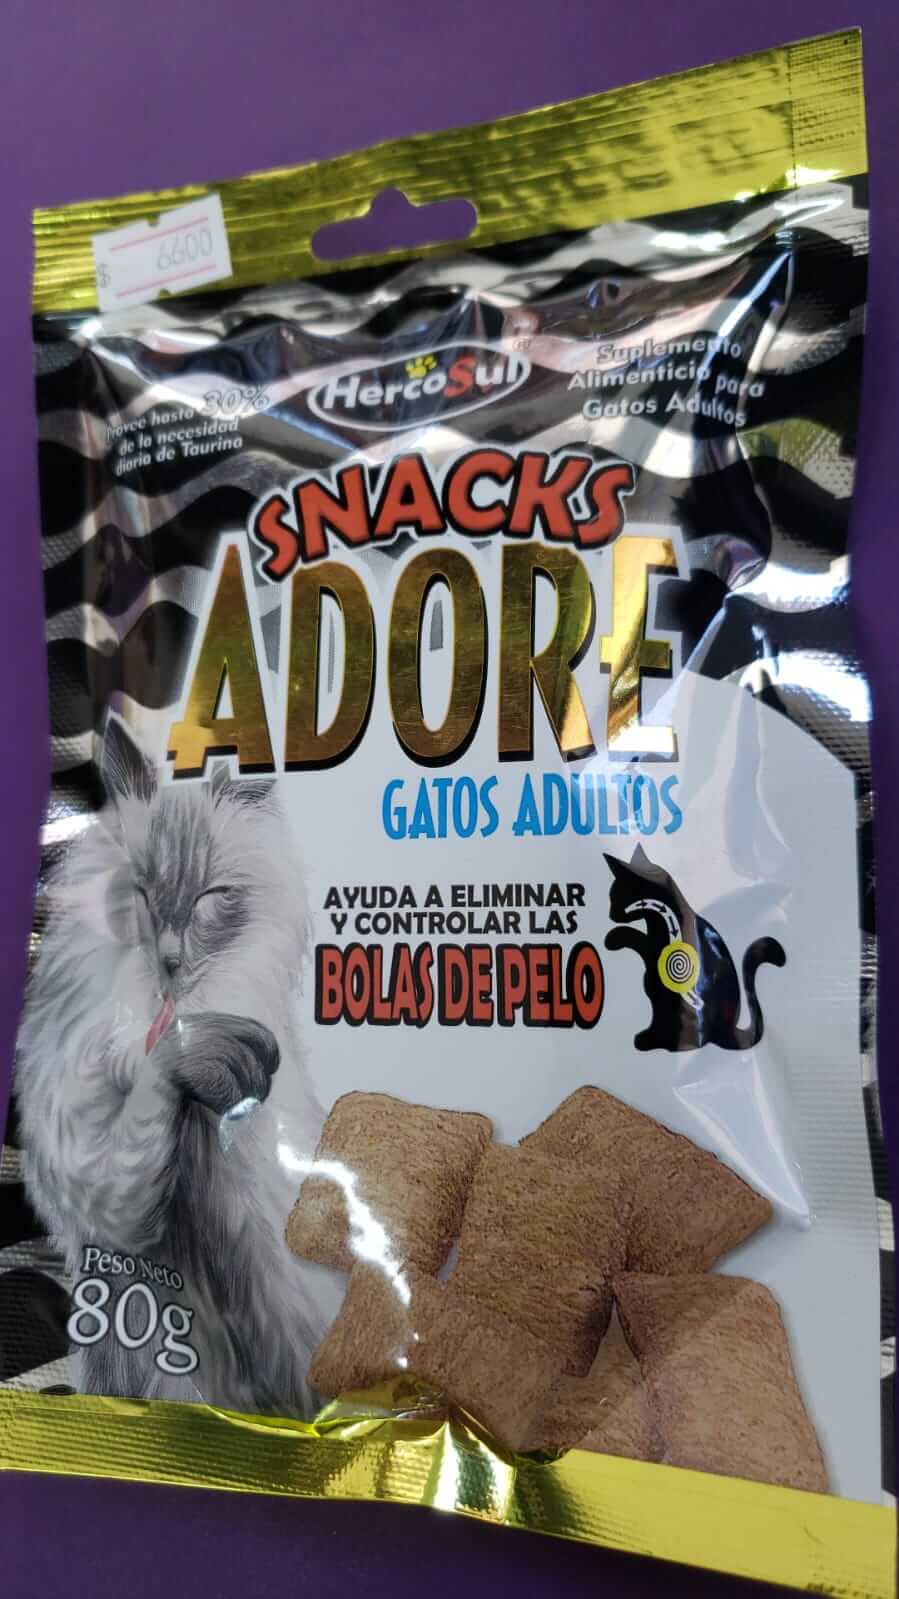 $ 6600
HercoSul
Provee hasta 30%
de la necesidad
diaria de Taurina
Suplemento
Alimenticio para
Gatos Adultos
SNACKS
ADORE
GATOS ADULTOS
AYUDA A ELIMINAR
Y CONTROLAR LAS
BOLAS DE PELO
Peso Neto
80g